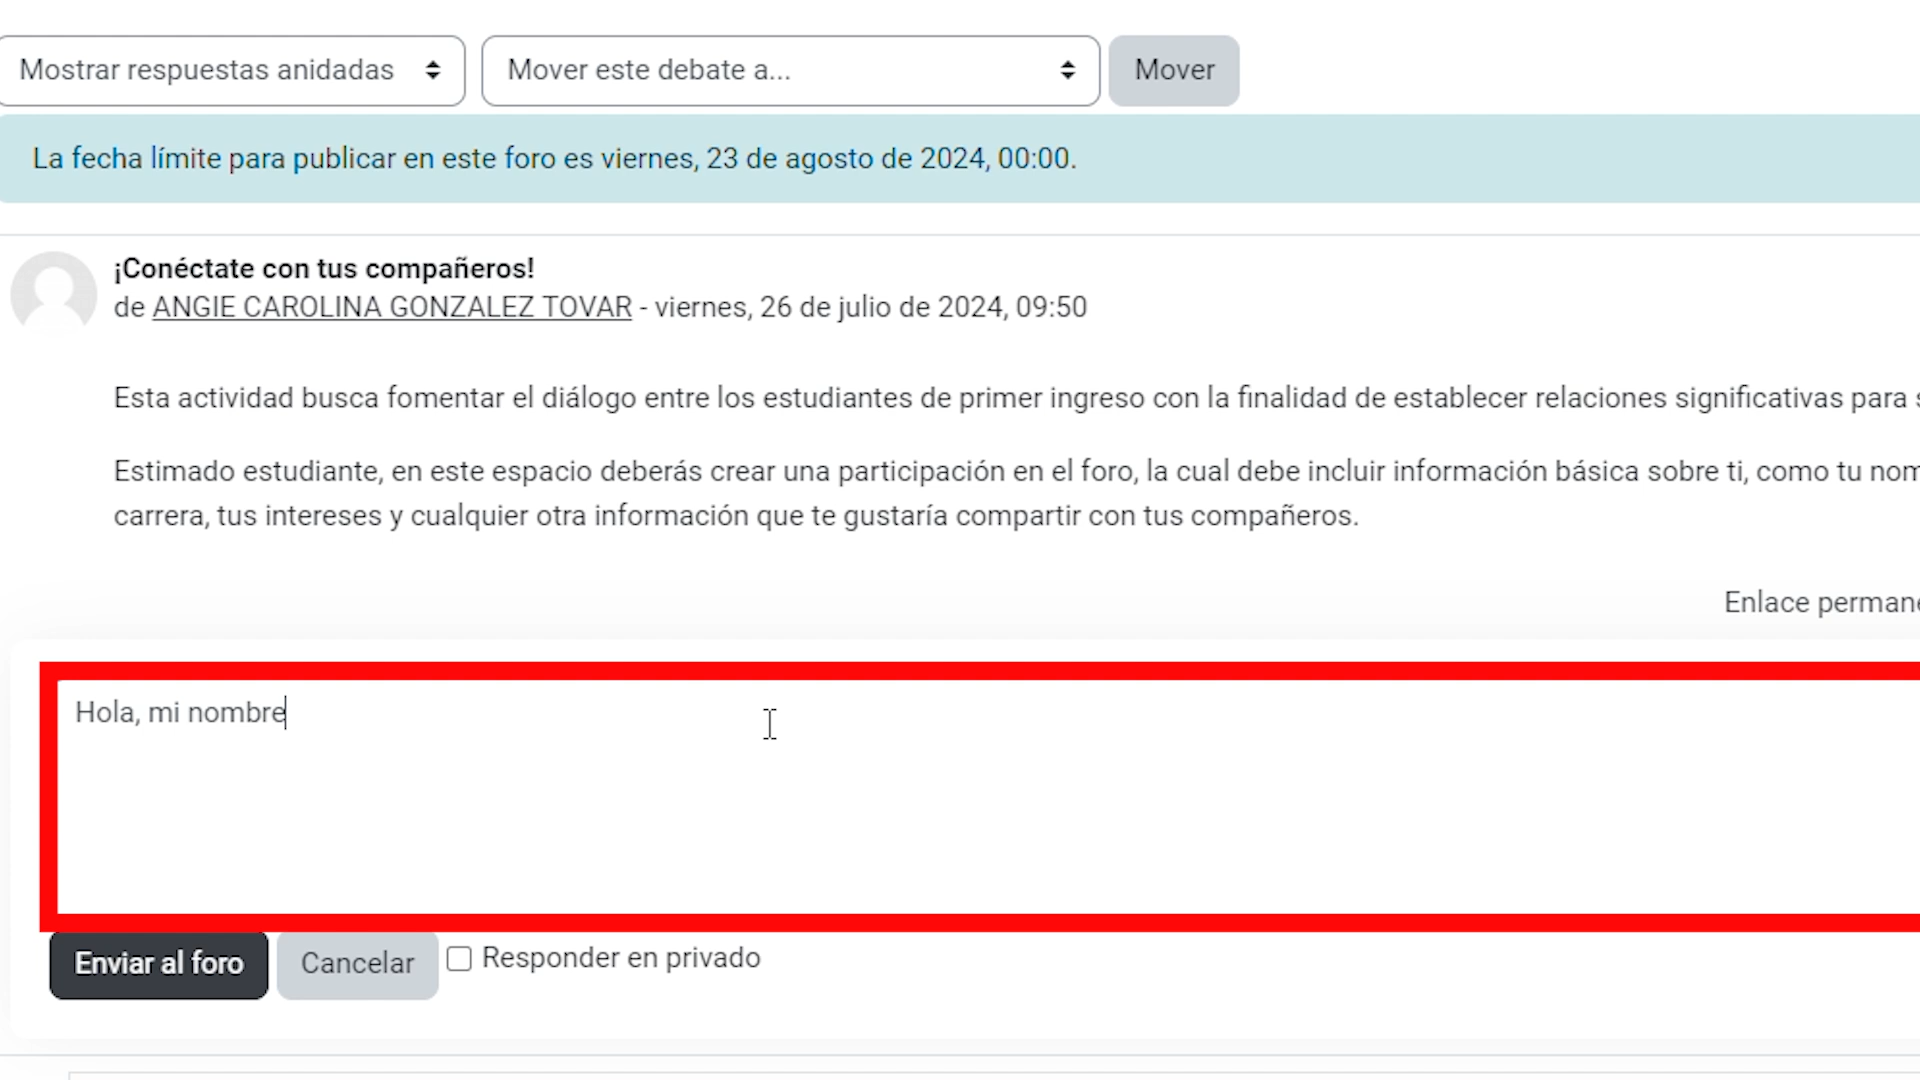 Mostrar respuestas anidadas
Mover este debate a...
Mover
La fecha límite para publicar en este foro es viernes, 23 de agosto de 2024, 00:00.
¡Conéctate con tus compañeros!
de ANGIE CAROLINA GONZALEZ TOVAR - viernes, 26 de julio de 2024, 09:50
Esta actividad busca fomentar el diálogo entre los estudiantes de primer ingreso con la finalidad de establecer relaciones significativas para
Estimado estudiante, en este espacio deberás crear una participación en el foro, la cual debe incluir información básica sobre ti, como tu nom
carrera, tus intereses y cualquier otra información que te gustaría compartir con tus compañeros.
Enlace permane
Hola, mi nombre
Enviar al foro
Cancelar
Responder en privado